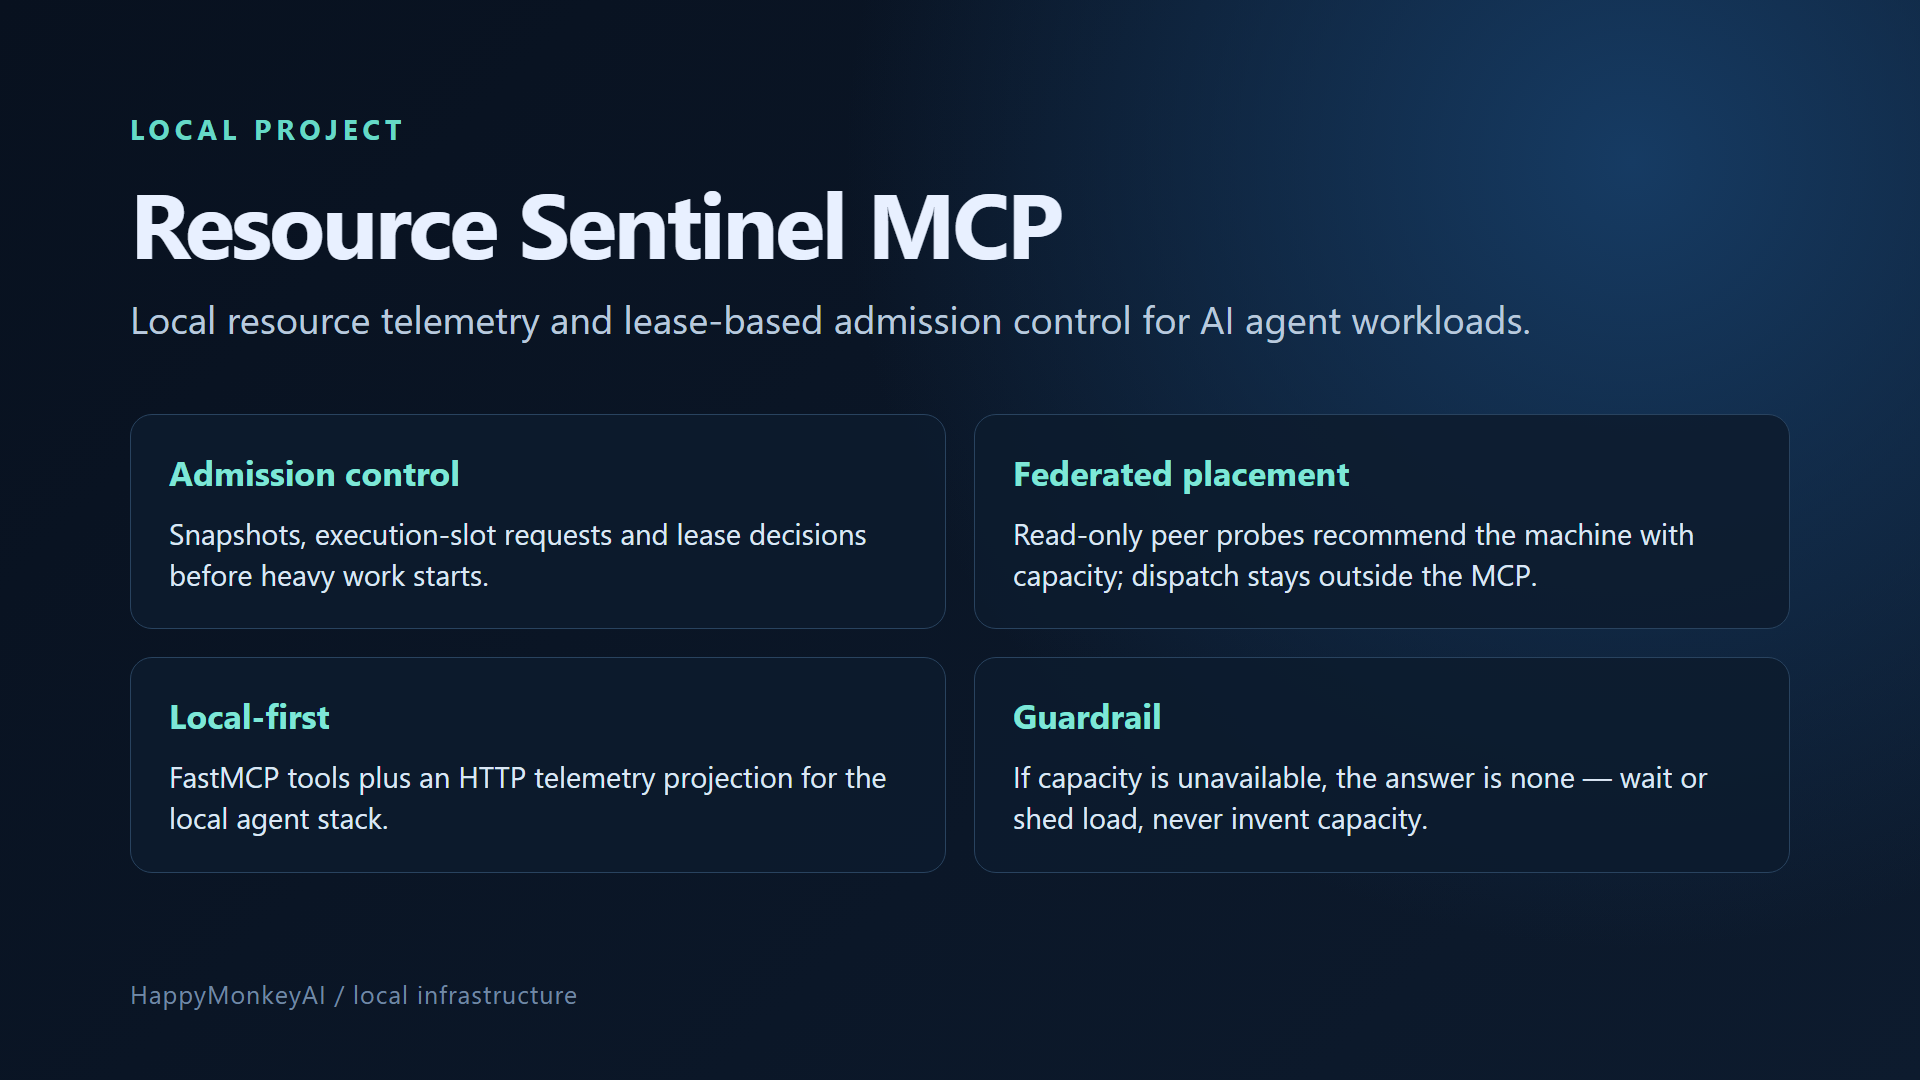 LOCAL PROJECT
Resource Sentinel MCP
Local resource telemetry and lease-based admission control for AI agent workloads.
Admission control
Snapshots, execution-slot requests and lease decisions
before heavy work starts.
Federated placement
Read-only peer probes recommend the machine with
capacity; dispatch stays outside the MCP.
Local-first
FastMCP tools plus an HTTP telemetry projection for the
local agent stack.
Guardrail
If capacity is unavailable, the answer is none — wait or
shed load, never invent capacity.
HappyMonkeyAI / local infrastructure